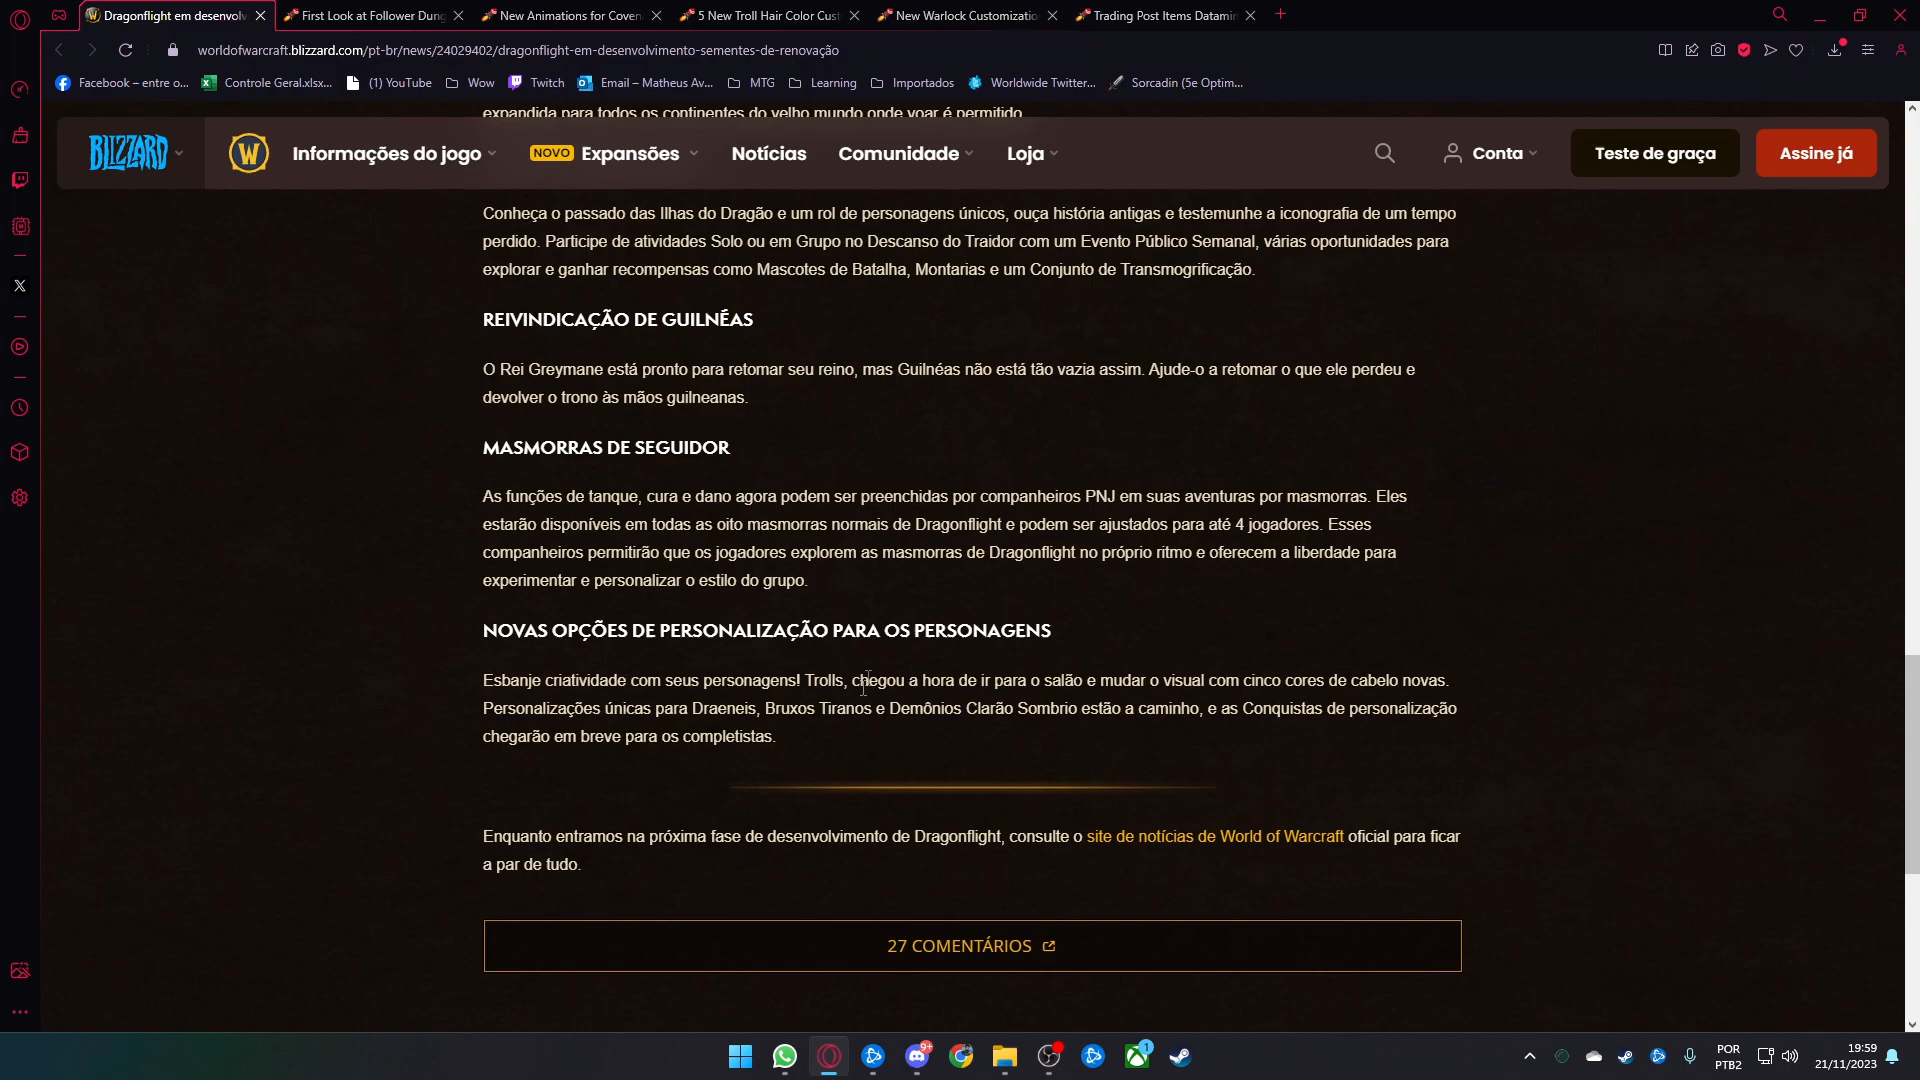 Dragonflight em desenvolv
First Look at Follower Dung
New Animations for Coven
5 New Troll Hair Color Cust
New Warlock Customizatio
Trading Post Items Datamin
worldofwarcraft.blizzard.com/pt-br/news/24029402/dragonflight-em-desenvolvimento-sementes-de-renovação
Facebook – entre o...
Controle Geral.xlsx...
(1) YouTube
Wow
Twitch
Email – Matheus Av...
MTG
Learning
Importados
Worldwide Twitter...
Sorcadin (5e Optim...
expandida para todos os continentes do velho mundo onde voar é permitido.
BLIZZARD
W
Informações do jogo
NOVO Expansões
Notícias
Comunidade
Loja
Conta
Teste de graça
Assine já
Conheça o passado das Ilhas do Dragão e um rol de personagens únicos, ouça história antigas e testemunhe a iconografia de um tempo
perdido. Participe de atividades Solo ou em Grupo no Descanso do Traidor com um Evento Público Semanal, várias oportunidades para
explorar e ganhar recompensas como Mascotes de Batalha, Montarias e um Conjunto de Transmogrificação.
REIVINDICAÇÃO DE GUILNÉAS
O Rei Greymane está pronto para retomar seu reino, mas Guilnéas não está tão vazia assim. Ajude-o a retomar o que ele perdeu e
devolver o trono às mãos guilneanas.
MASMORRAS DE SEGUIDOR
As funções de tanque, cura e dano agora podem ser preenchidas por companheiros PNJ em suas aventuras por masmorras. Eles
estarão disponíveis em todas as oito masmorras normais de Dragonflight e podem ser ajustados para até 4 jogadores. Esses
companheiros permitirão que os jogadores explorem as masmorras de Dragonflight no próprio ritmo e oferecem a liberdade para
experimentar e personalizar o estilo do grupo.
NOVAS OPÇÕES DE PERSONALIZAÇÃO PARA OS PERSONAGENS
Esbanje criatividade com seus personagens! Trolls, chegou a hora de ir para o salão e mudar o visual com cinco cores de cabelo novas.
Personalizações únicas para Draeneis, Bruxos Tiranos e Demônios Clarão Sombrio estão a caminho, e as Conquistas de personalização
chegarão em breve para os completistas.
Enquanto entramos na próxima fase de desenvolvimento de Dragonflight, consulte o site de notícias de World of Warcraft oficial para ficar
a par de tudo.
27 COMENTÁRIOS
9+
1
POR
PTB2
19:59
21/11/2023